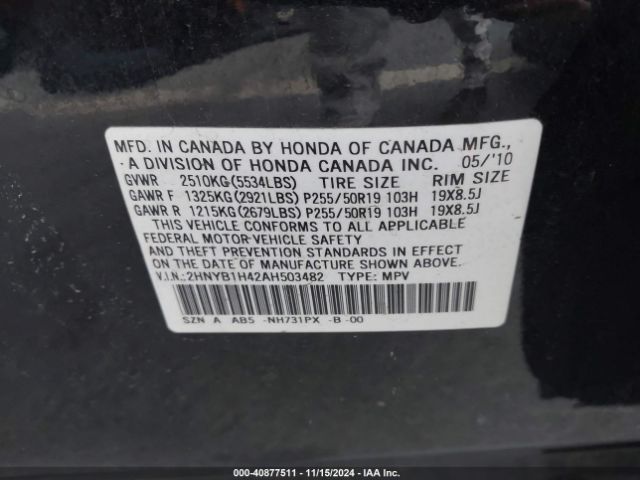 MFD. IN CANADA BY HONDA OF CANADA MFG.,
A DIVISION OF HONDA CANADA INC. 05/'10
GVWR 2510KG(5534LBS) TIRE SIZE RIM SIZE
GAWR F 1325KG(2921LBS) P255/50R19 103H 19X8.5J
GAWR R 1215KG(2679LBS) P255/50R19 103H 19X8.5J
THIS VEHICLE CONFORMS TO ALL APPLICABLE
FEDERAL MOTOR VEHICLE SAFETY
AND THEFT PREVENTION STANDARDS IN EFFECT
ON THE DATE OF MANUFACTURE SHOWN ABOVE.
V.I.N.:2HNYB1H42AH503482 TYPE: MPV
SZN A AB5 -NH731PX -B-00
000-40877511 - 11/15/2024 - IAA Auctions